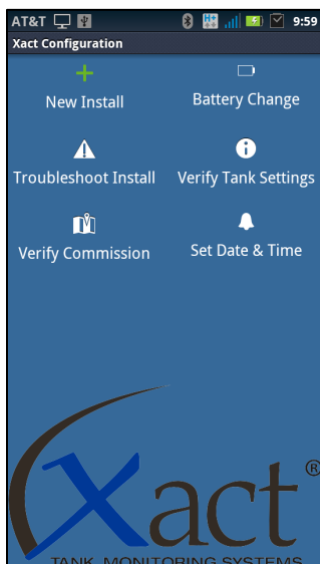 AT&T 9:59
Xact Configuration
New Install Battery Change
Troubleshoot Install Verify Tank Settings
Verify Commission Set Date & Time
Xact®
TANK MONITORING SYSTEMS